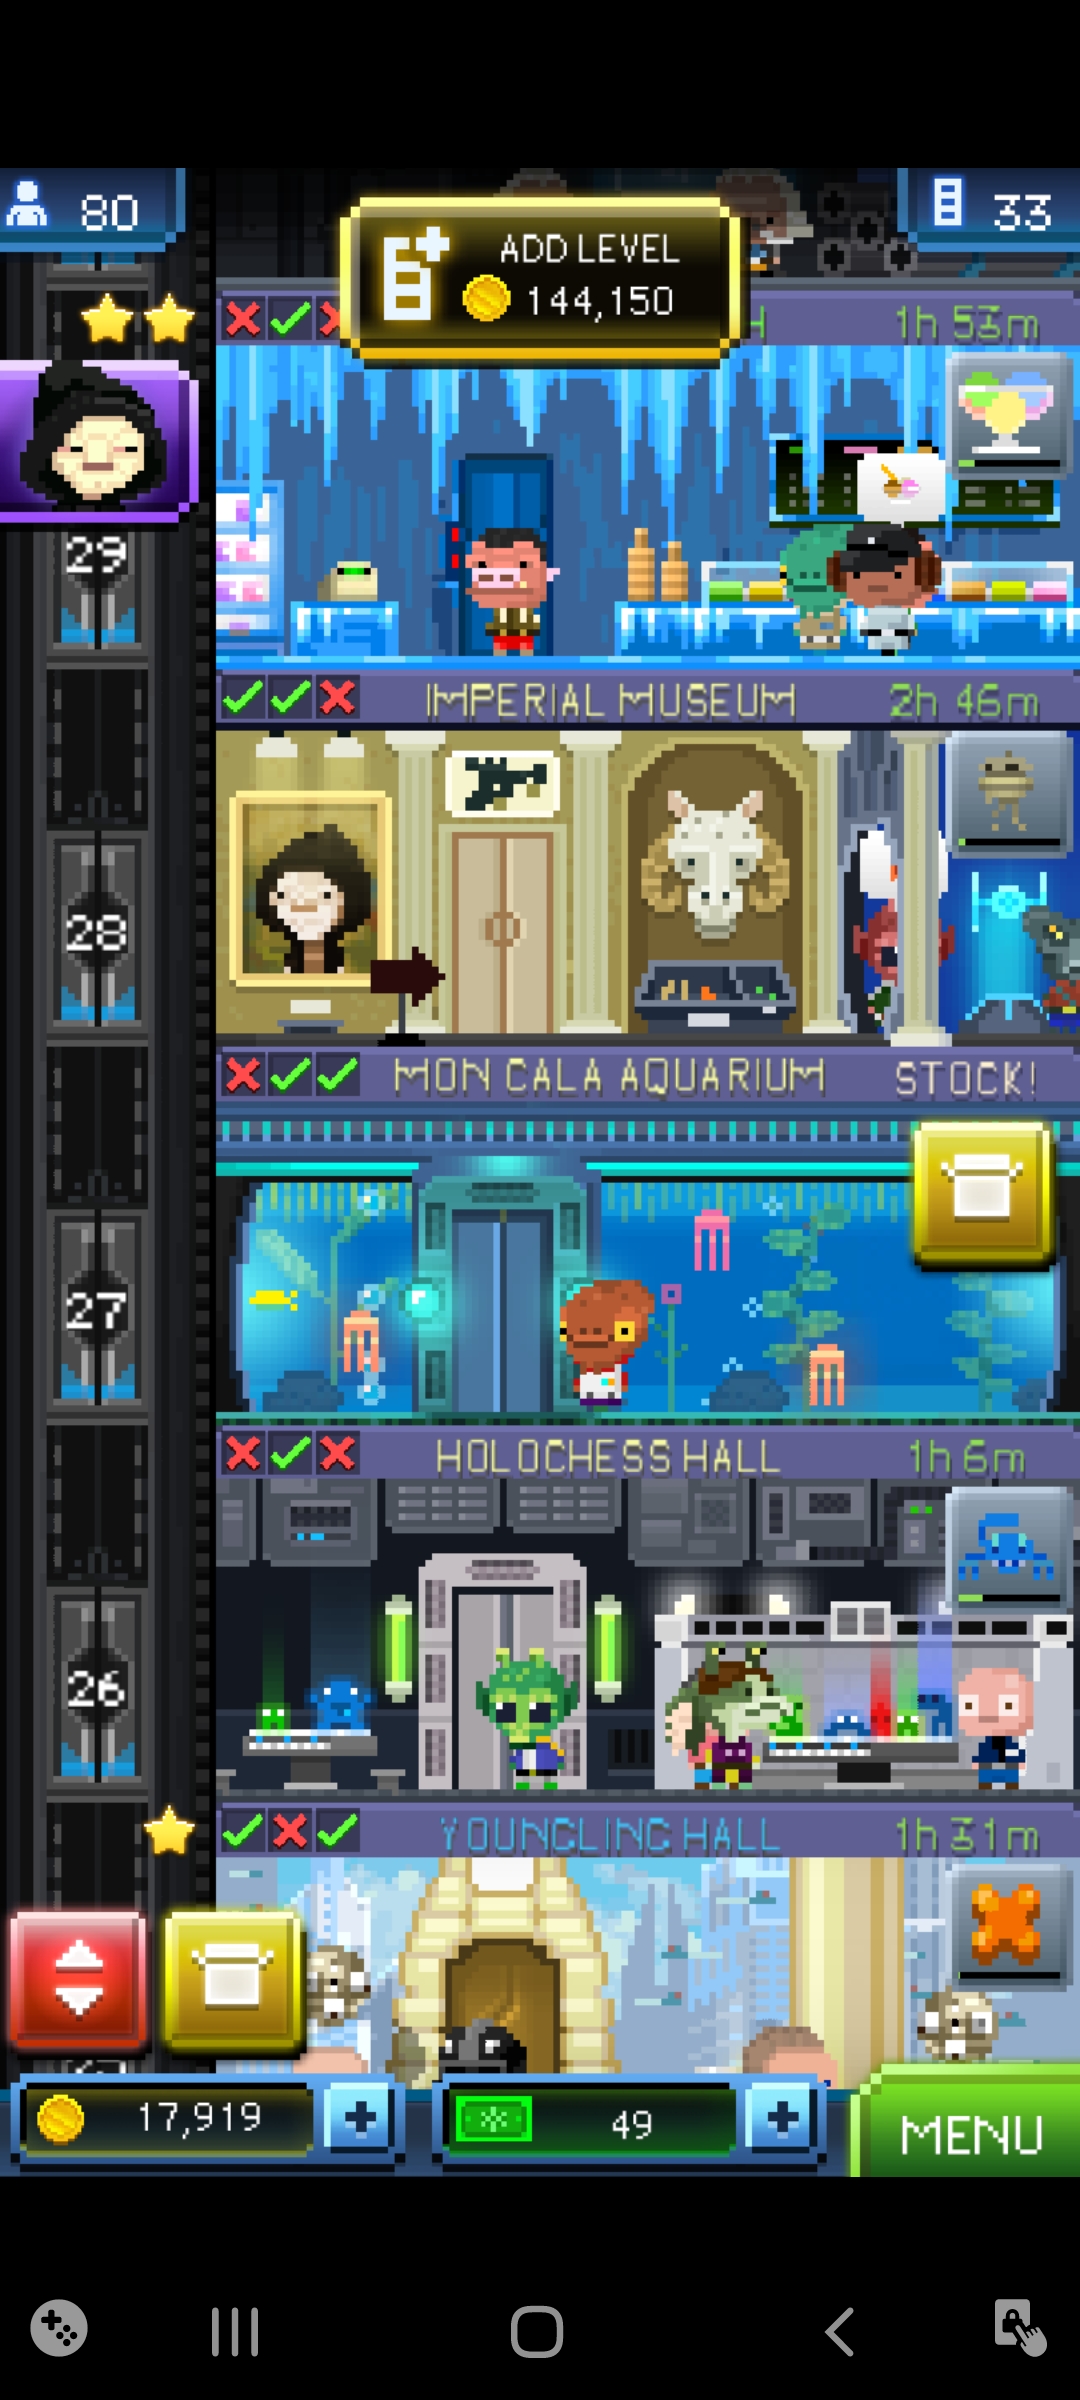 80
33
ADD LEVEL
144,150
1h 53m
29
IMPERIAL MUSEUM
2h 46m
28
MON CALA AQUARIUM
STOCK!
27
HOLOCHESS HALL
1h 6m
26
YOUNGLING HALL
1h 31m
17,919
49
MENU